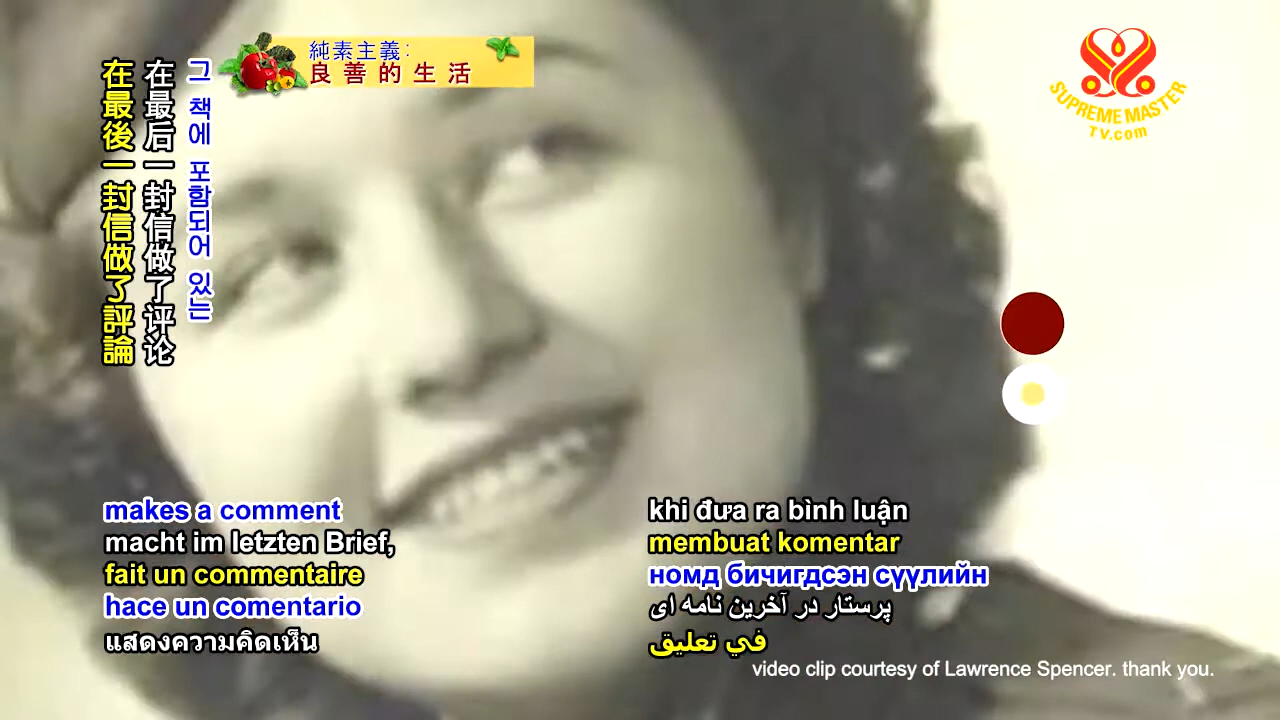 純素主義:
良善的生活
SUPREME MASTER
TV.com
그 책에 포함되어 있는
在最后一封信做了评论
在最後一封信做了評論
makes a comment
macht im letzten Brief,
fait un commentaire
hace un comentario
แสดงความคิดเห็น
khi đưa ra bình luận
membuat komentar
номд бичигдсэн сүүлийн
پرستار در آخرین نامه ای
في تعليق
video clip courtesy of Lawrence Spencer. thank you.